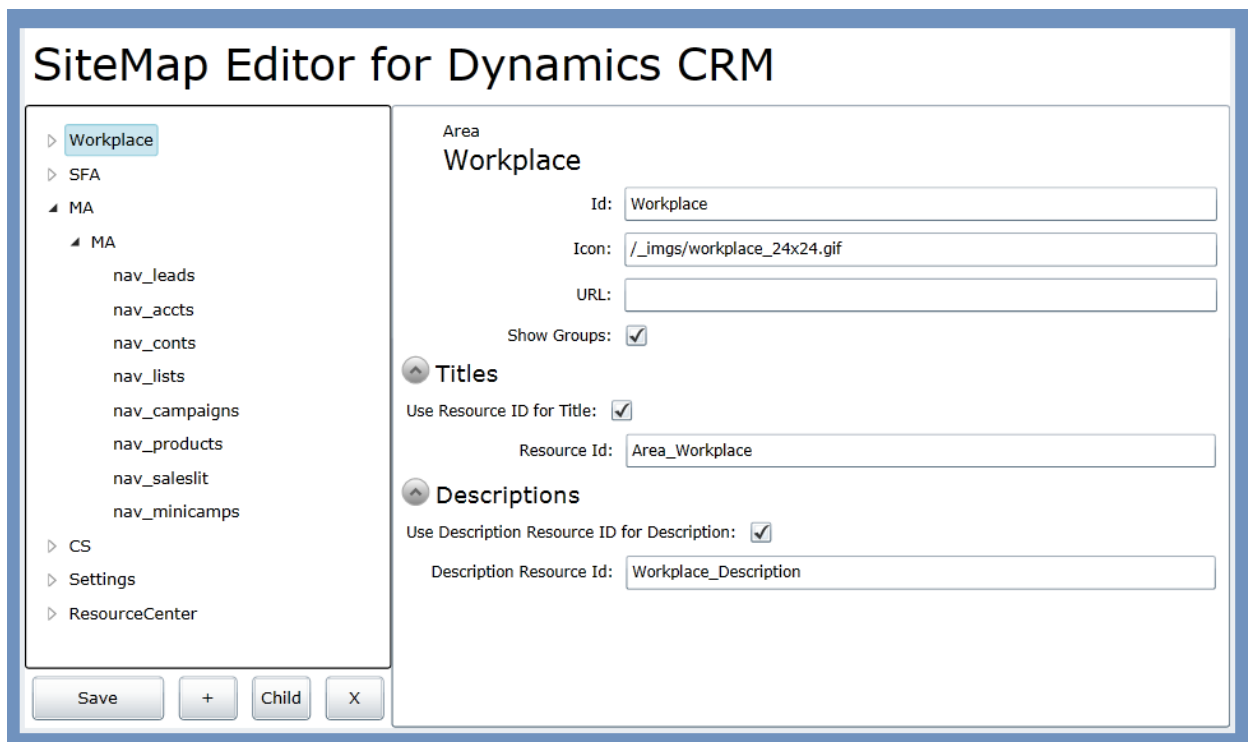 SiteMap Editor for Dynamics CRM
Workplace
SFA
MA
MA
nav_leads
nav_accts
nav_conts
nav_lists
nav_campaigns
nav_products
nav_saleslit
nav_minicamps
CS
Settings
ResourceCenter
Save + Child X
Area
Workplace
Id: Workplace
Icon: /_imgs/workplace_24x24.gif
URL:
Show Groups:
Titles
Use Resource ID for Title:
Resource Id: Area_Workplace
Descriptions
Use Description Resource ID for Description:
Description Resource Id: Workplace_Description